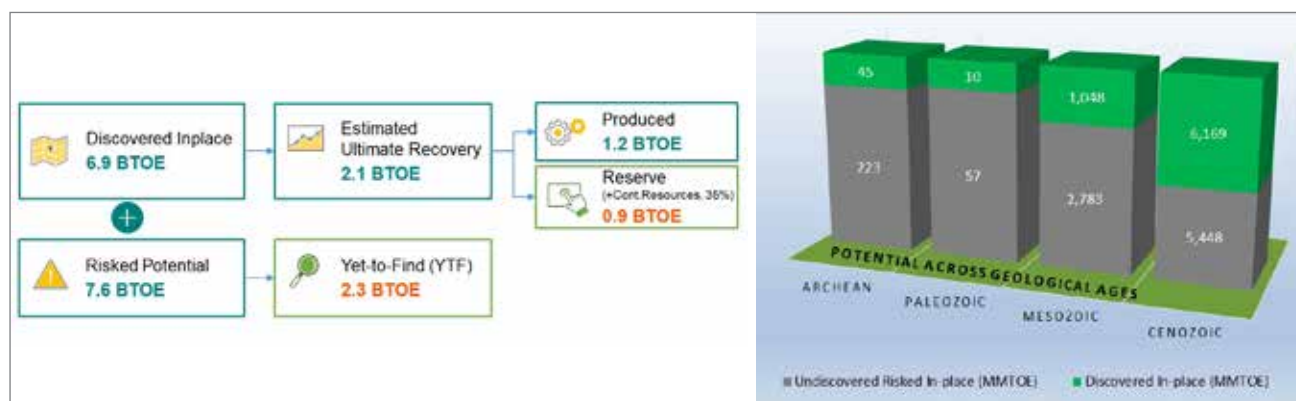 Discovered Inplace
6.9 BTOE
Estimated
Ultimate Recovery
2.1 BTOE
Produced
1.2 BTOE
Reserve
(+Cont.Resources, 35%)
0.9 BTOE
Risked Potential
7.6 BTOE
Yet-to-Find (YTF)
2.3 BTOE
45
10
1,048
6,169
223
57
2,783
5,448
POTENTIAL ACROSS GEOLOGICAL AGES
ARCHEAN
PALEOZOIC
MESOZOIC
CENOZOIC
Undiscovered Risked In-place (MMTOE)
Discovered In-place (MMTOE)